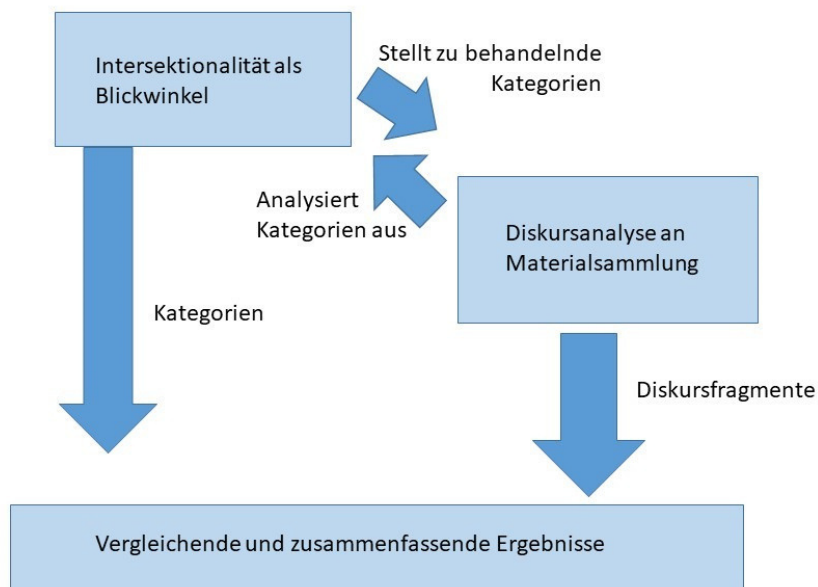 Intersektionalität als
Blickwinkel
Stellt zu behandelnde
Kategorien
Analysiert
Kategorien aus
Diskursanalyse an
Materialsammlung
Kategorien
Diskursfragmente
Vergleichende und zusammenfassende Ergebnisse